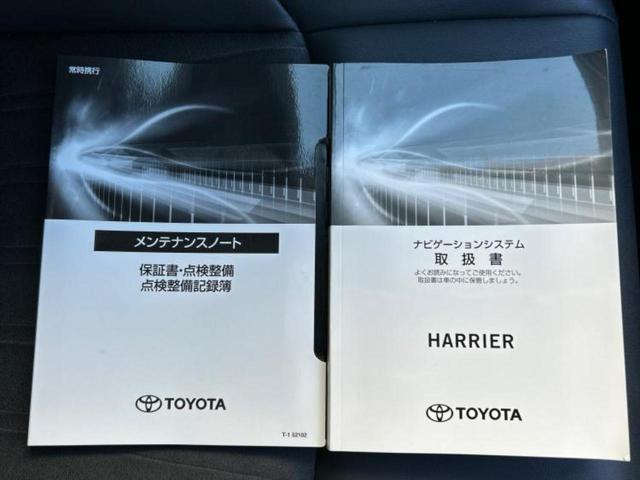 常時携行
メンテナンスノート
保証書・点検整備
点検整備記録簿
TOYOTA
T-1 52102
ナビゲーションシステム
取扱書
よくお読みになってご使用ください。
取扱書は車の中に保管しましょう。
HARRIER
TOYOTA